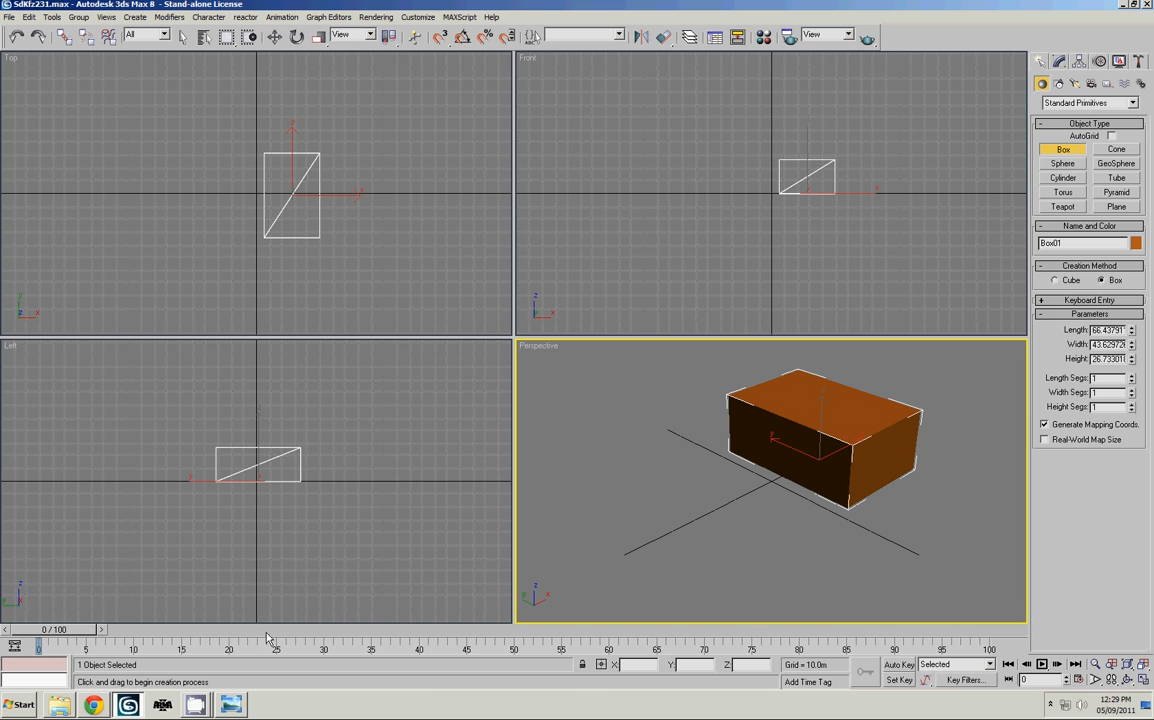 SdKfz231.max - Autodesk 3ds Max 8 - Stand-alone License
File Edit Tools Group Views Create Modifiers Character reactor Animation Graph Editors Rendering Customize MAXScript Help
All View View
Top Front
Standard Primitives
- Object Type
AutoGrid
Box Cone
Sphere GeoSphere
Cylinder Tube
Torus Pyramid
Teapot Plane
- Name and Color
Box01
- Creation Method
Cube Box
+ Keyboard Entry
- Parameters
Length: 66.43791
Width: 43.62972
Height: 26.73301
Length Segs: 1
Width Segs: 1
Height Segs: 1
Generate Mapping Coords.
Real-World Map Size
Left Perspective
0 / 100
0 5 10 15 20 25 30 35 40 45 50 55 60 65 70 75 80 85 90 95 100
1 Object Selected X: Y: Z: Grid = 10.0m Auto Key Selected
Click and drag to begin creation process Add Time Tag Set Key Key Filters... 0
Start 12:29 PM
05/09/2011